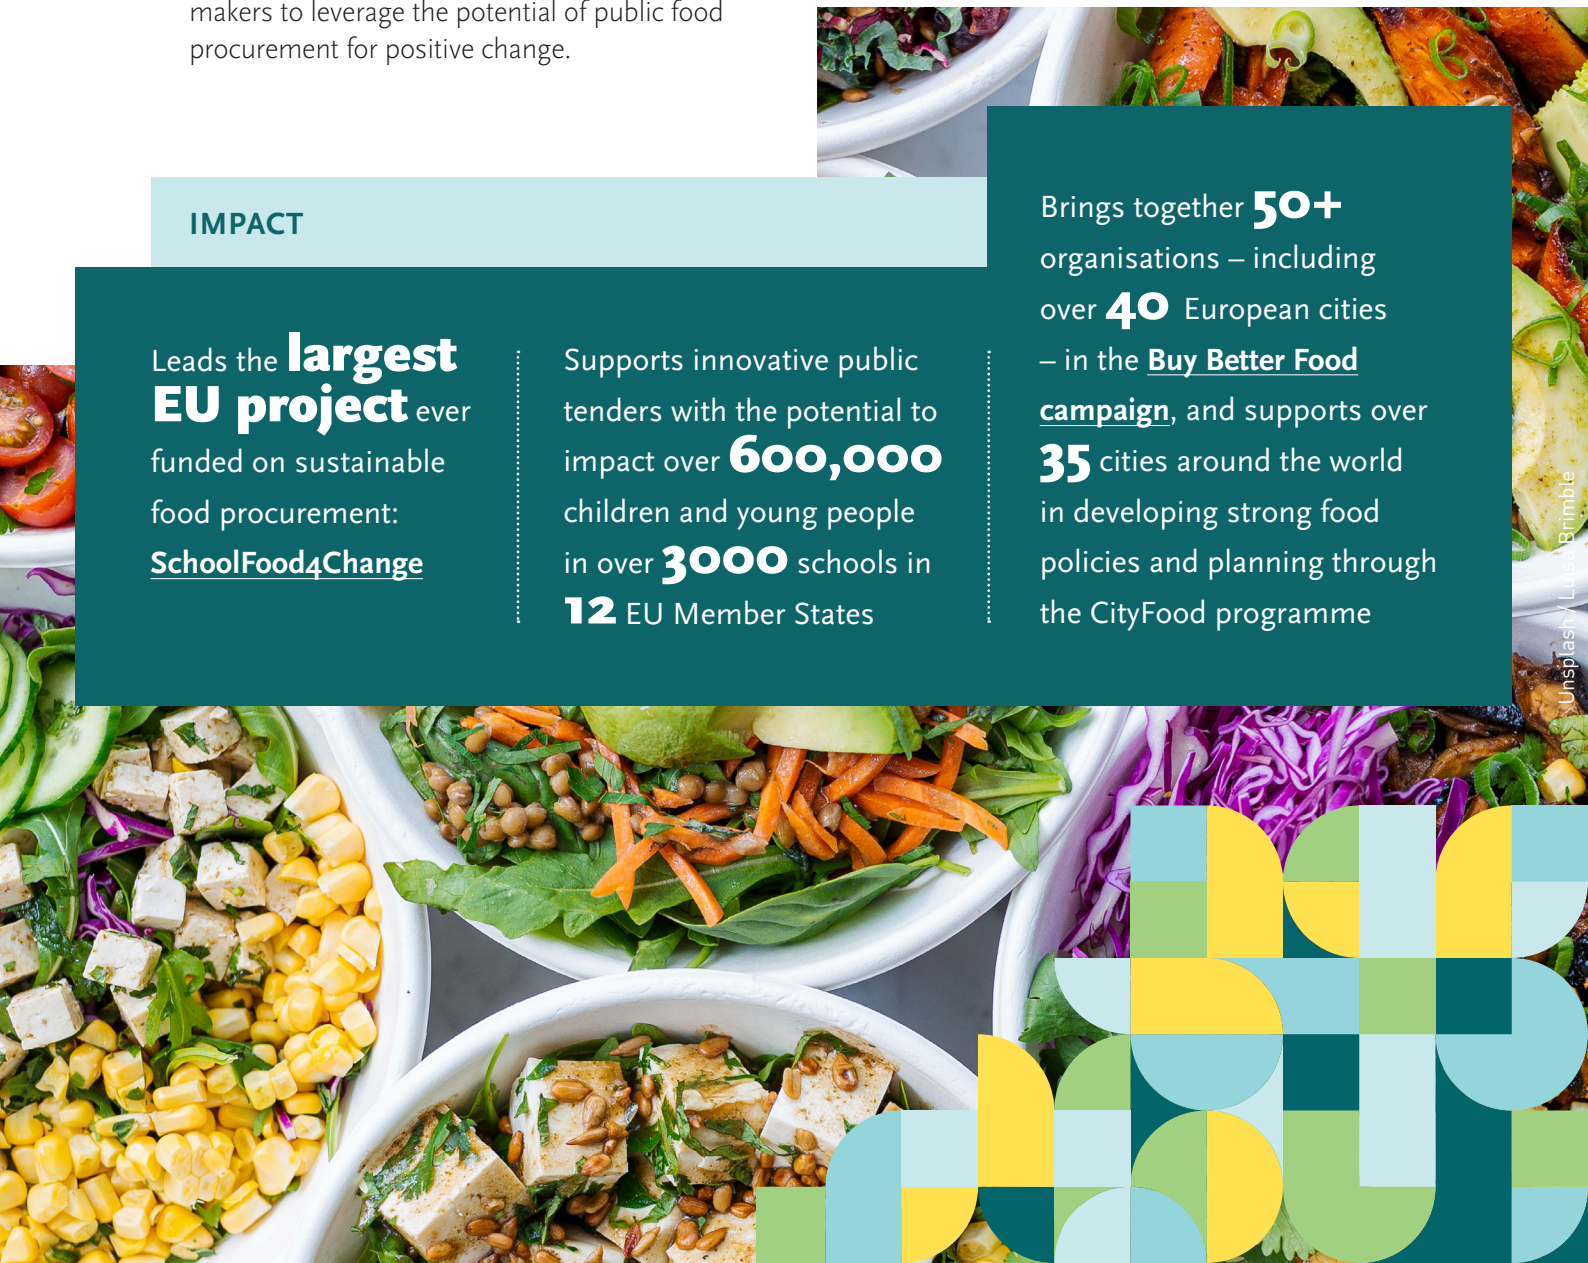 makers to leverage the potential of public food
procurement for positive change.
IMPACT
Leads the largest
EU project ever
funded on sustainable
food procurement:
SchoolFood4Change
Supports innovative public
tenders with the potential to
impact over 600,000
children and young people
in over 3000 schools in
12 EU Member States
Brings together 50+
organisations – including
over 40 European cities
– in the Buy Better Food
campaign, and supports over
35 cities around the world
in developing strong food
policies and planning through
the CityFood programme
Unsplash / Luisa Brimble